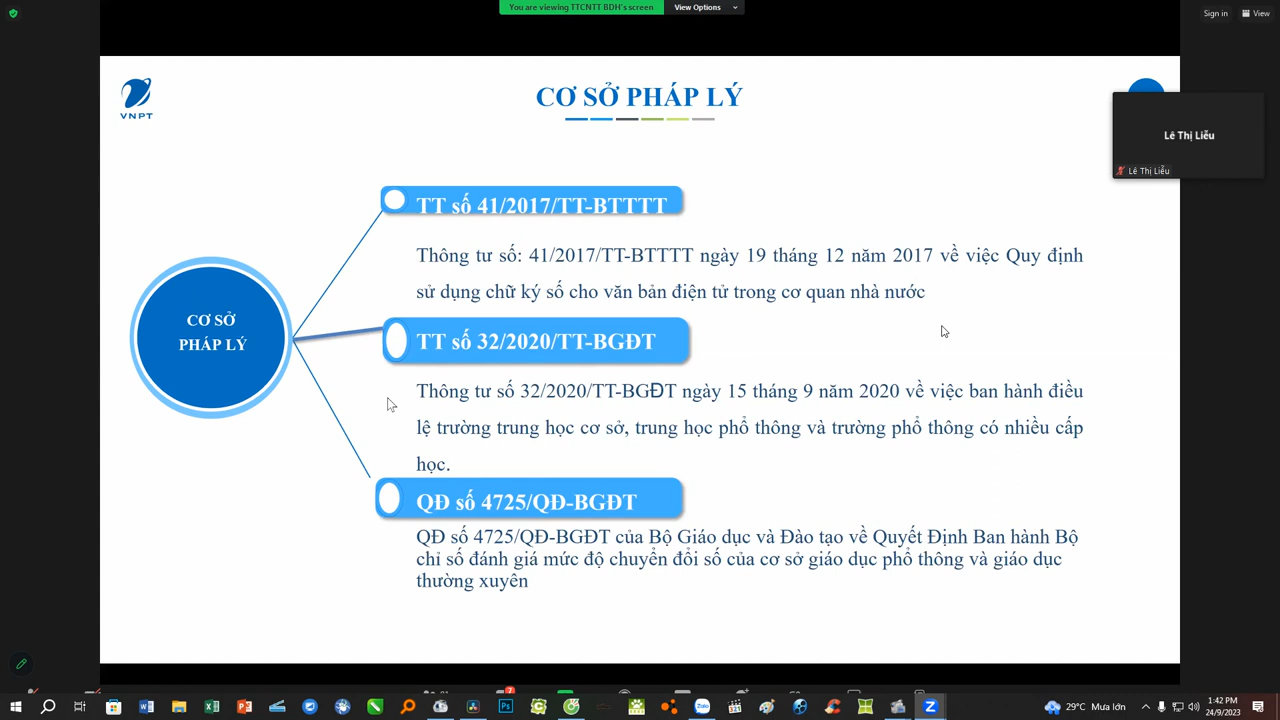 You are viewing TTCNTT BDH's screen
View Options
Sign in
View
VNPT
CƠ SỞ PHÁP LÝ
Lê Thị Liễu
Lê Thị Liễu
TT số 41/2017/TT-BTTTT
Thông tư số: 41/2017/TT-BTTTT ngày 19 tháng 12 năm 2017 về việc Quy định
sử dụng chữ ký số cho văn bản điện tử trong cơ quan nhà nước
CƠ SỞ
PHÁP LÝ
TT số 32/2020/TT-BGĐT
Thông tư số 32/2020/TT-BGĐT ngày 15 tháng 9 năm 2020 về việc ban hành điều
lệ trường trung học cơ sở, trung học phổ thông và trường phổ thông có nhiều cấp
học.
QĐ số 4725/QĐ-BGĐT
QĐ số 4725/QĐ-BGĐT của Bộ Giáo dục và Đào tạo về Quyết Định Ban hành Bộ
chỉ số đánh giá mức độ chuyển đổi số của cơ sở giáo dục phổ thông và giáo dục
thường xuyên
29°C Mưa lớn
1:42 PM
24/9/2023